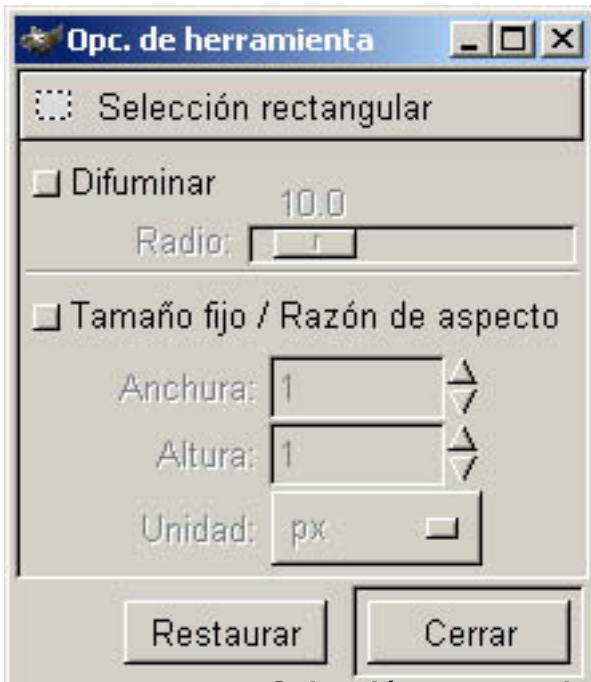 Opc. de herramienta
Selección rectangular
Difuminar
10.0
Radio:
Tamaño fijo / Razón de aspecto
Anchura: 1
Altura: 1
Unidad: px
Restaurar Cerrar